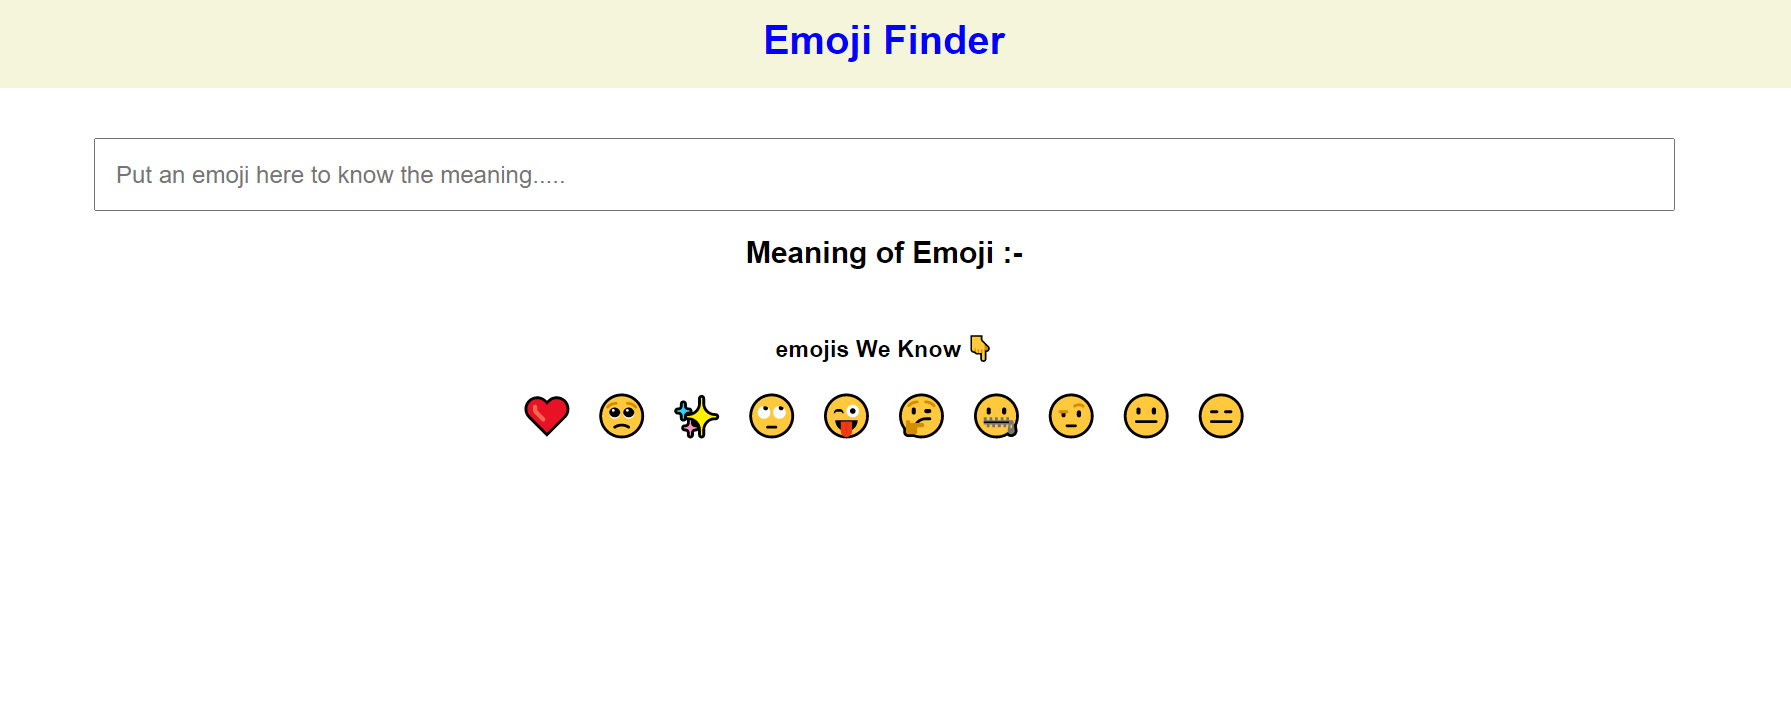 Emoji Finder
Put an emoji here to know the meaning.....
Meaning of Emoji :-
emojis We Know 👇
❤️ 🥺 ✨ 🙄 😜 🤔 🤐 🤨 😐 😑